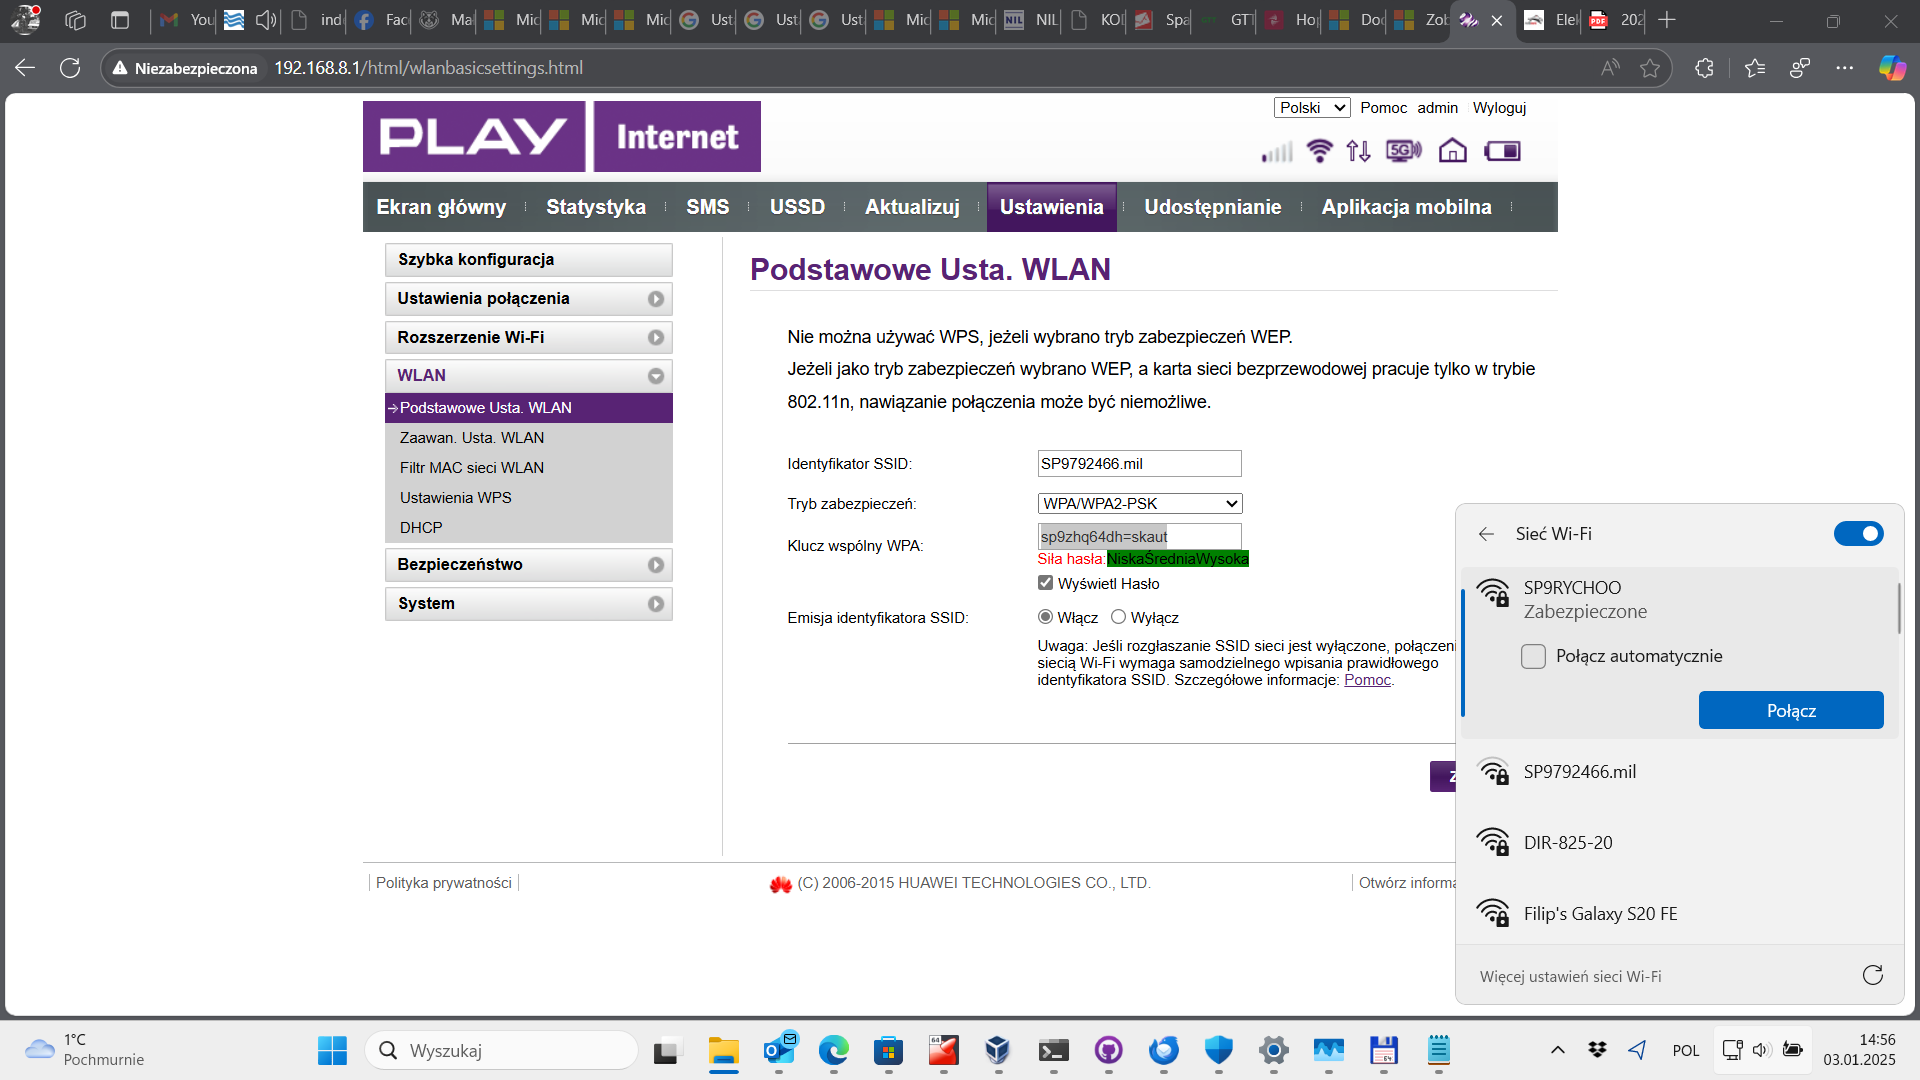 You
ind
Fac
Ma
Mic
Mic
Mic
Ust
Ust
Ust
Mic
Mic
NIL NIL
KO
Spa
GT
Hop
Doc
Zob
Elek
PDF 202
Niezabezpieczona 192.168.8.1/html/wlanbasicsettings.html
Polski Pomoc admin Wyloguj
PLAY Internet
5G
Ekran główny Statystyka SMS USSD Aktualizuj Ustawienia Udostępnianie Aplikacja mobilna
Szybka konfiguracja
Ustawienia połączenia
Rozszerzenie Wi-Fi
WLAN
Podstawowe Usta. WLAN
Zaawan. Usta. WLAN
Filtr MAC sieci WLAN
Ustawienia WPS
DHCP
Bezpieczeństwo
System
Podstawowe Usta. WLAN
Nie można używać WPS, jeżeli wybrano tryb zabezpieczeń WEP.
Jeżeli jako tryb zabezpieczeń wybrano WEP, a karta sieci bezprzewodowej pracuje tylko w trybie
802.11n, nawiązanie połączenia może być niemożliwe.
Identyfikator SSID: SP9792466.mil
Tryb zabezpieczeń: WPA/WPA2-PSK
Klucz wspólny WPA: sp9zhq64dh=skaut
Siła hasła:NiskaŚredniaWysoka
Wyświetl Hasło
Emisja identyfikatora SSID: Włącz Wyłącz
Uwaga: Jeśli rozgłaszanie SSID sieci jest wyłączone, połączeni
siecią Wi-Fi wymaga samodzielnego wpisania prawidłowego
identyfikatora SSID. Szczegółowe informacje: Pomoc.
Z
Polityka prywatności
(C) 2006-2015 HUAWEI TECHNOLOGIES CO., LTD.
Otwórz informa
Sieć Wi-Fi
SP9RYCHOO
Zabezpieczone
Połącz automatycznie
Połącz
SP9792466.mil
DIR-825-20
Filip's Galaxy S20 FE
Więcej ustawień sieci Wi-Fi
1°C
Pochmurnie
Wyszukaj
64
64
POL
14:56
03.01.2025